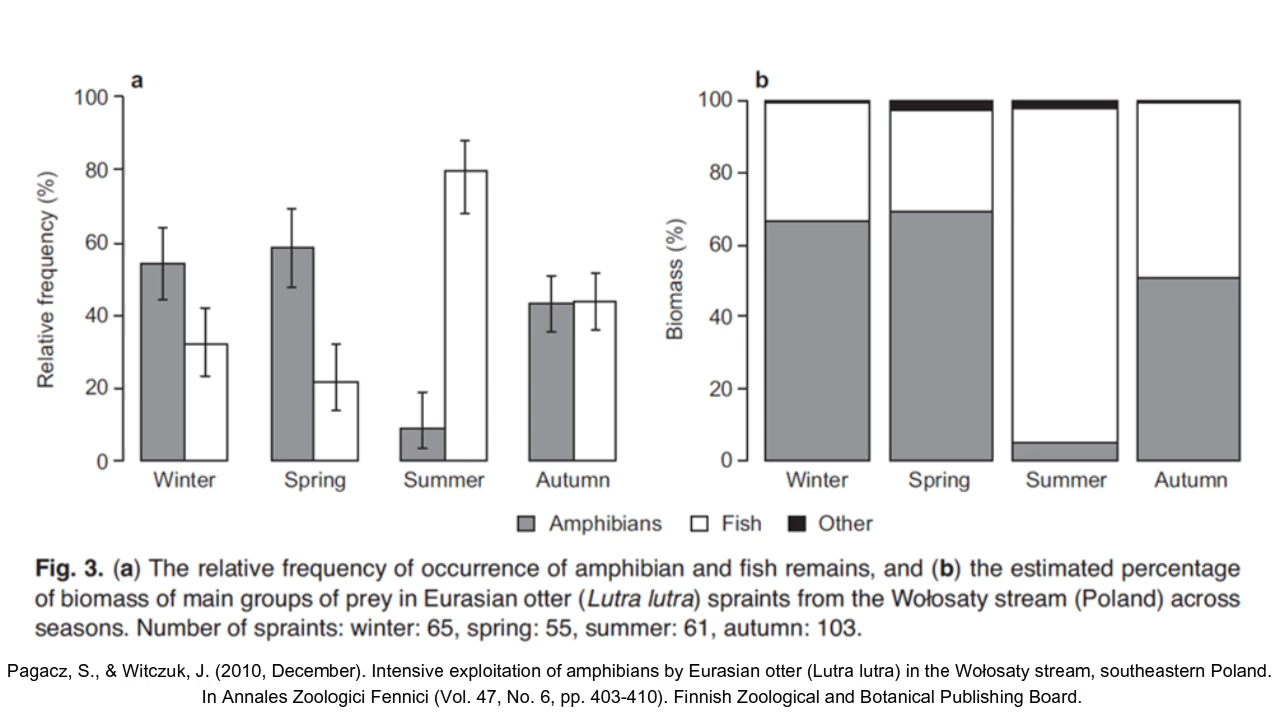 a
100
80
60
40
20
0
Relative frequency (%)
Winter Spring Summer Autumn
b
100
80
60
40
20
0
Biomass (%)
Winter Spring Summer Autumn
Amphibians Fish Other
Fig. 3. (a) The relative frequency of occurrence of amphibian and fish remains, and (b) the estimated percentage
of biomass of main groups of prey in Eurasian otter (Lutra lutra) spraints from the Wołosaty stream (Poland) across
seasons. Number of spraints: winter: 65, spring: 55, summer: 61, autumn: 103.
Pagacz, S., & Witczuk, J. (2010, December). Intensive exploitation of amphibians by Eurasian otter (Lutra lutra) in the Wołosaty stream, southeastern Poland.
In Annales Zoologici Fennici (Vol. 47, No. 6, pp. 403-410). Finnish Zoological and Botanical Publishing Board.